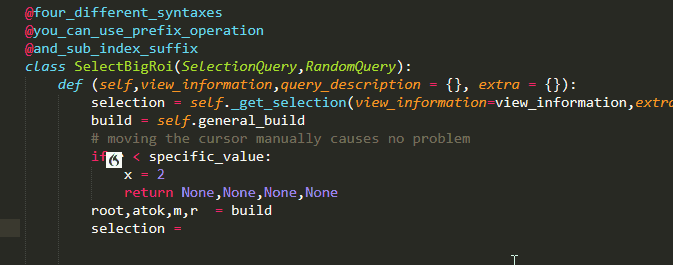 @four_different_syntaxes
@you_can_use_prefix_operation
@and_sub_index_suffix
class SelectBigRoi(SelectionQuery,RandomQuery):
def (self,view_information,query_description = {}, extra = {}):
selection = self._get_selection(view_information=view_information,extra
build = self.general_build
# moving the cursor manually causes no problem
if < specific_value:
x = 2
return None,None,None,None
root,atok,m,r = build
selection =